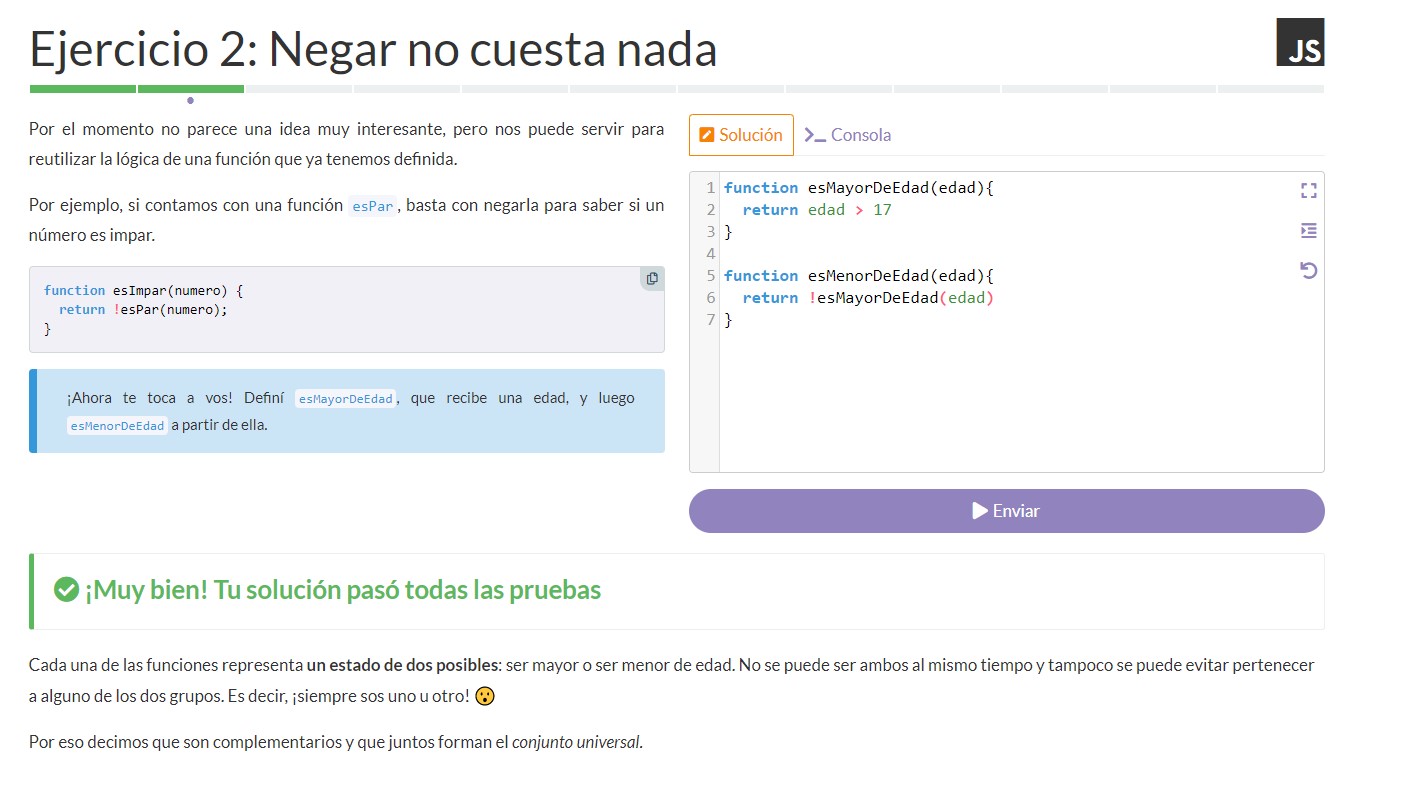 Ejercicio 2: Negar no cuesta nada
JS
Por el momento no parece una idea muy interesante, pero nos puede servir para
reutilizar la lógica de una función que ya tenemos definida.
Por ejemplo, si contamos con una función esPar, basta con negarla para saber si un
número es impar.
function esImpar(numero) {
  return !esPar(numero);
}
¡Ahora te toca a vos! Definí esMayorDeEdad, que recibe una edad, y luego
esMenorDeEdad a partir de ella.
Solución
Consola
1 function esMayorDeEdad(edad){
2   return edad > 17
3 }
4
5 function esMenorDeEdad(edad){
6   return !esMayorDeEdad(edad)
7 }
Enviar
¡Muy bien! Tu solución pasó todas las pruebas
Cada una de las funciones representa un estado de dos posibles: ser mayor o ser menor de edad. No se puede ser ambos al mismo tiempo y tampoco se puede evitar pertenecer
a alguno de los dos grupos. Es decir, ¡siempre sos uno u otro! 😮
Por eso decimos que son complementarios y que juntos forman el conjunto universal.